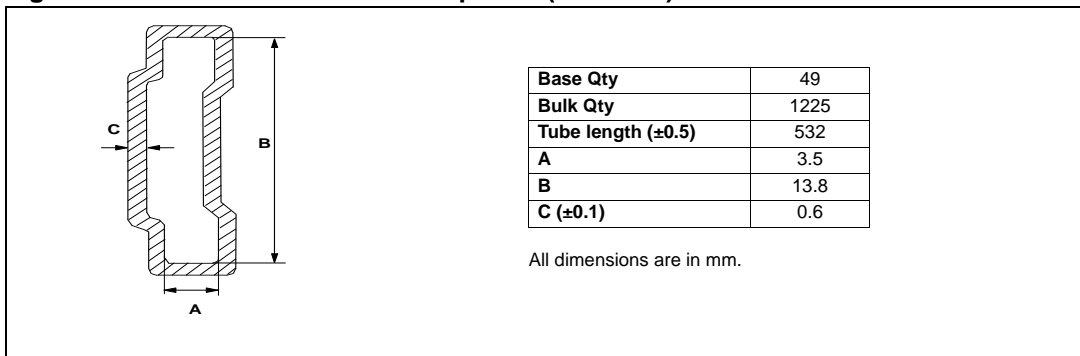 C
B
A
Base Qty 49
Bulk Qty 1225
Tube length (±0.5) 532
A 3.5
B 13.8
C (±0.1) 0.6
All dimensions are in mm.